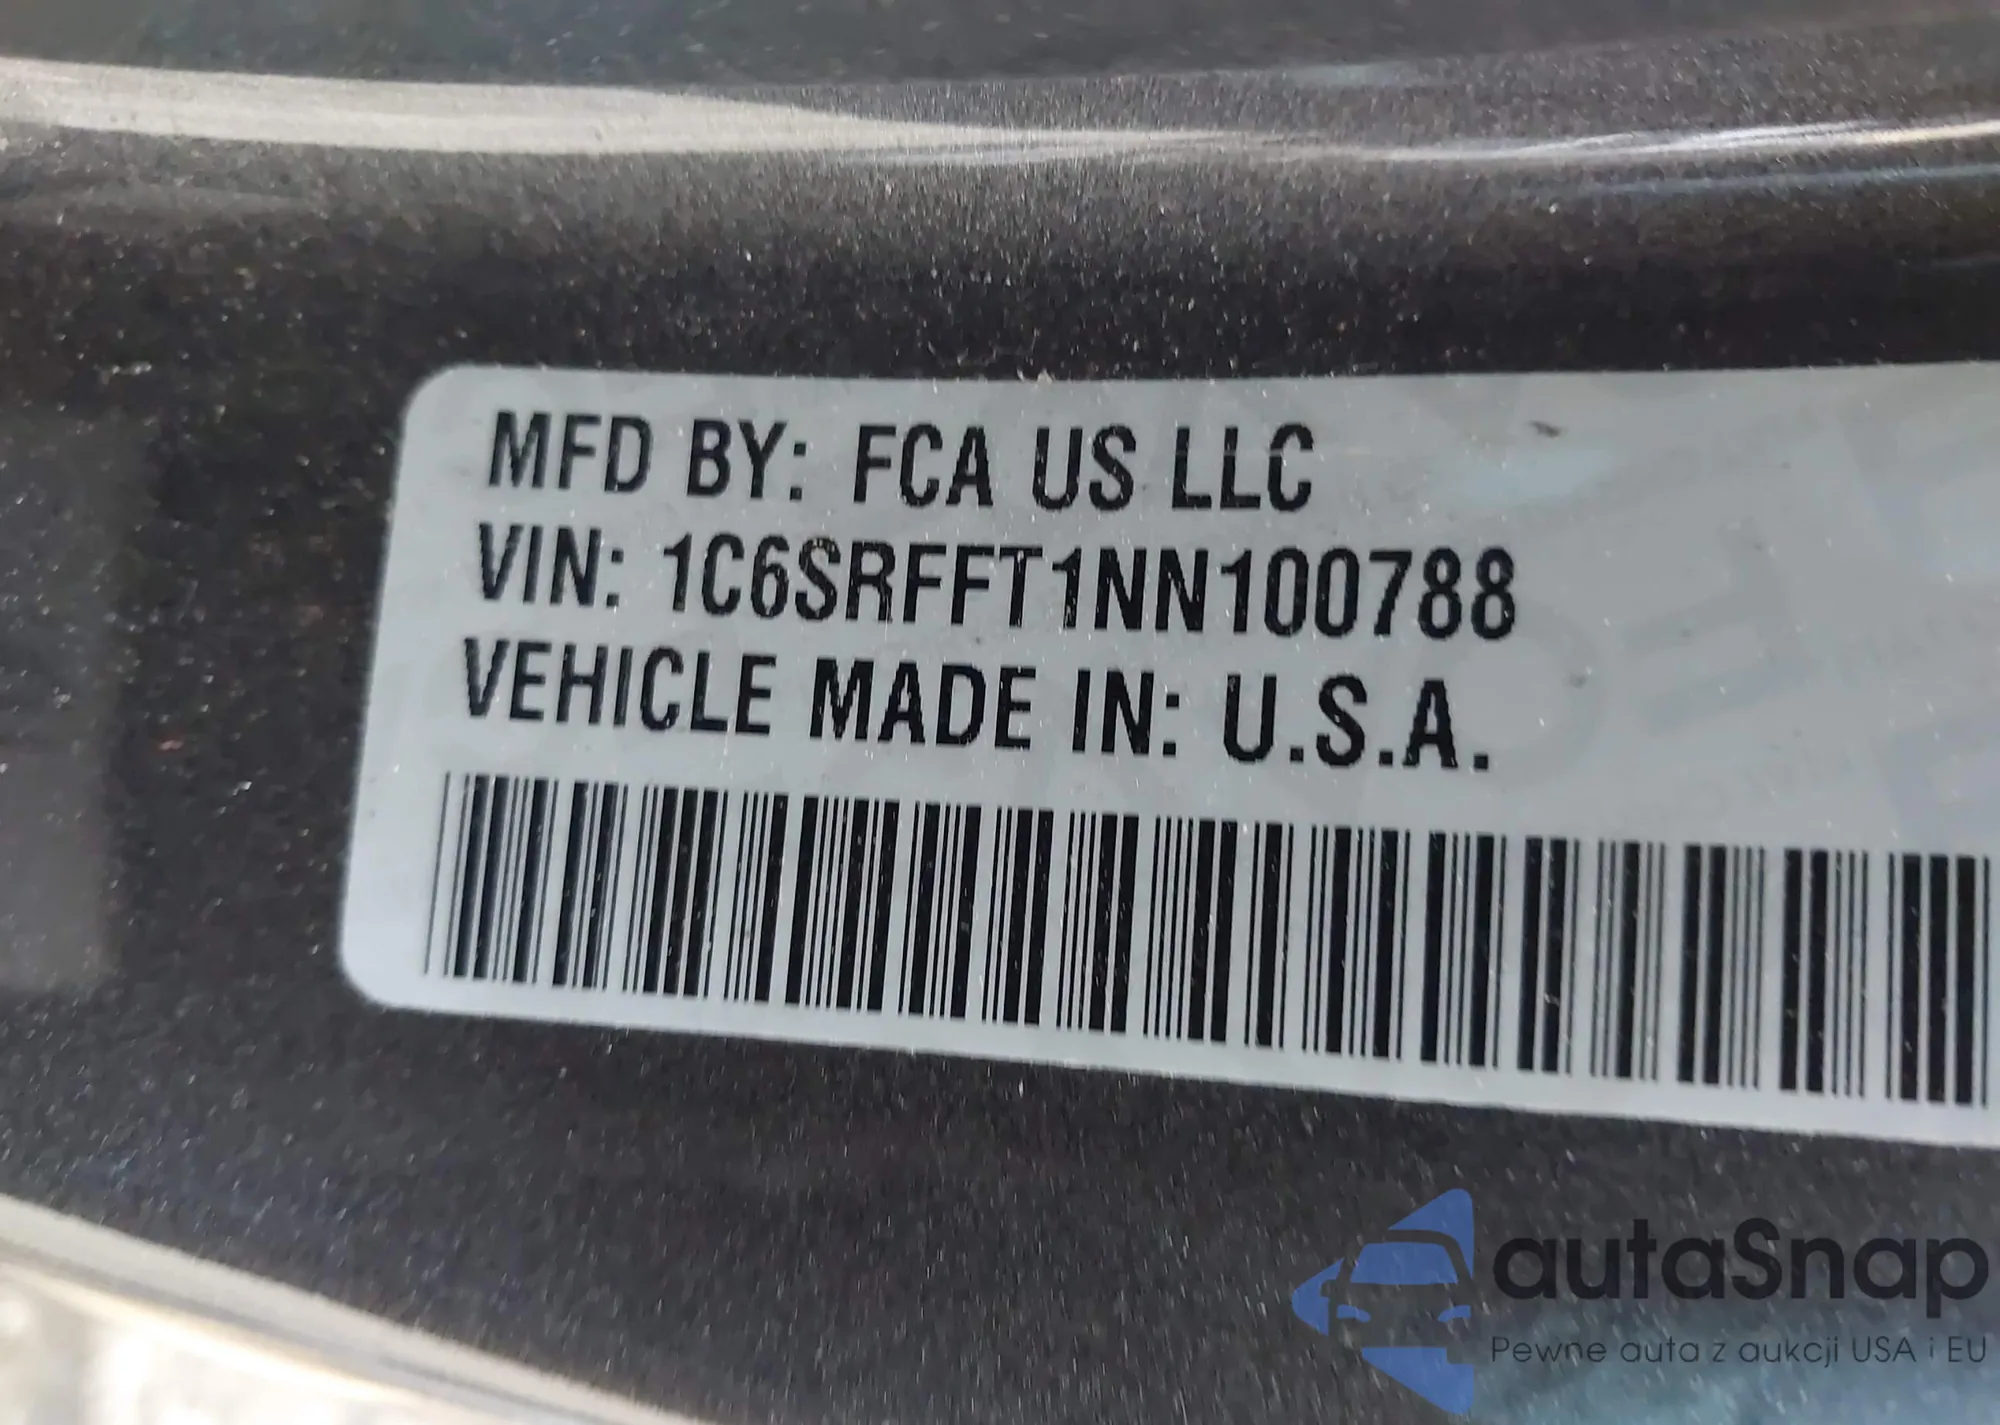 MFD BY: FCA US LLC
VIN: 1C6SRFFT1NN100788
VEHICLE MADE IN: U.S.A.
autaSnap
Pewne auta z aukcji USA i EU